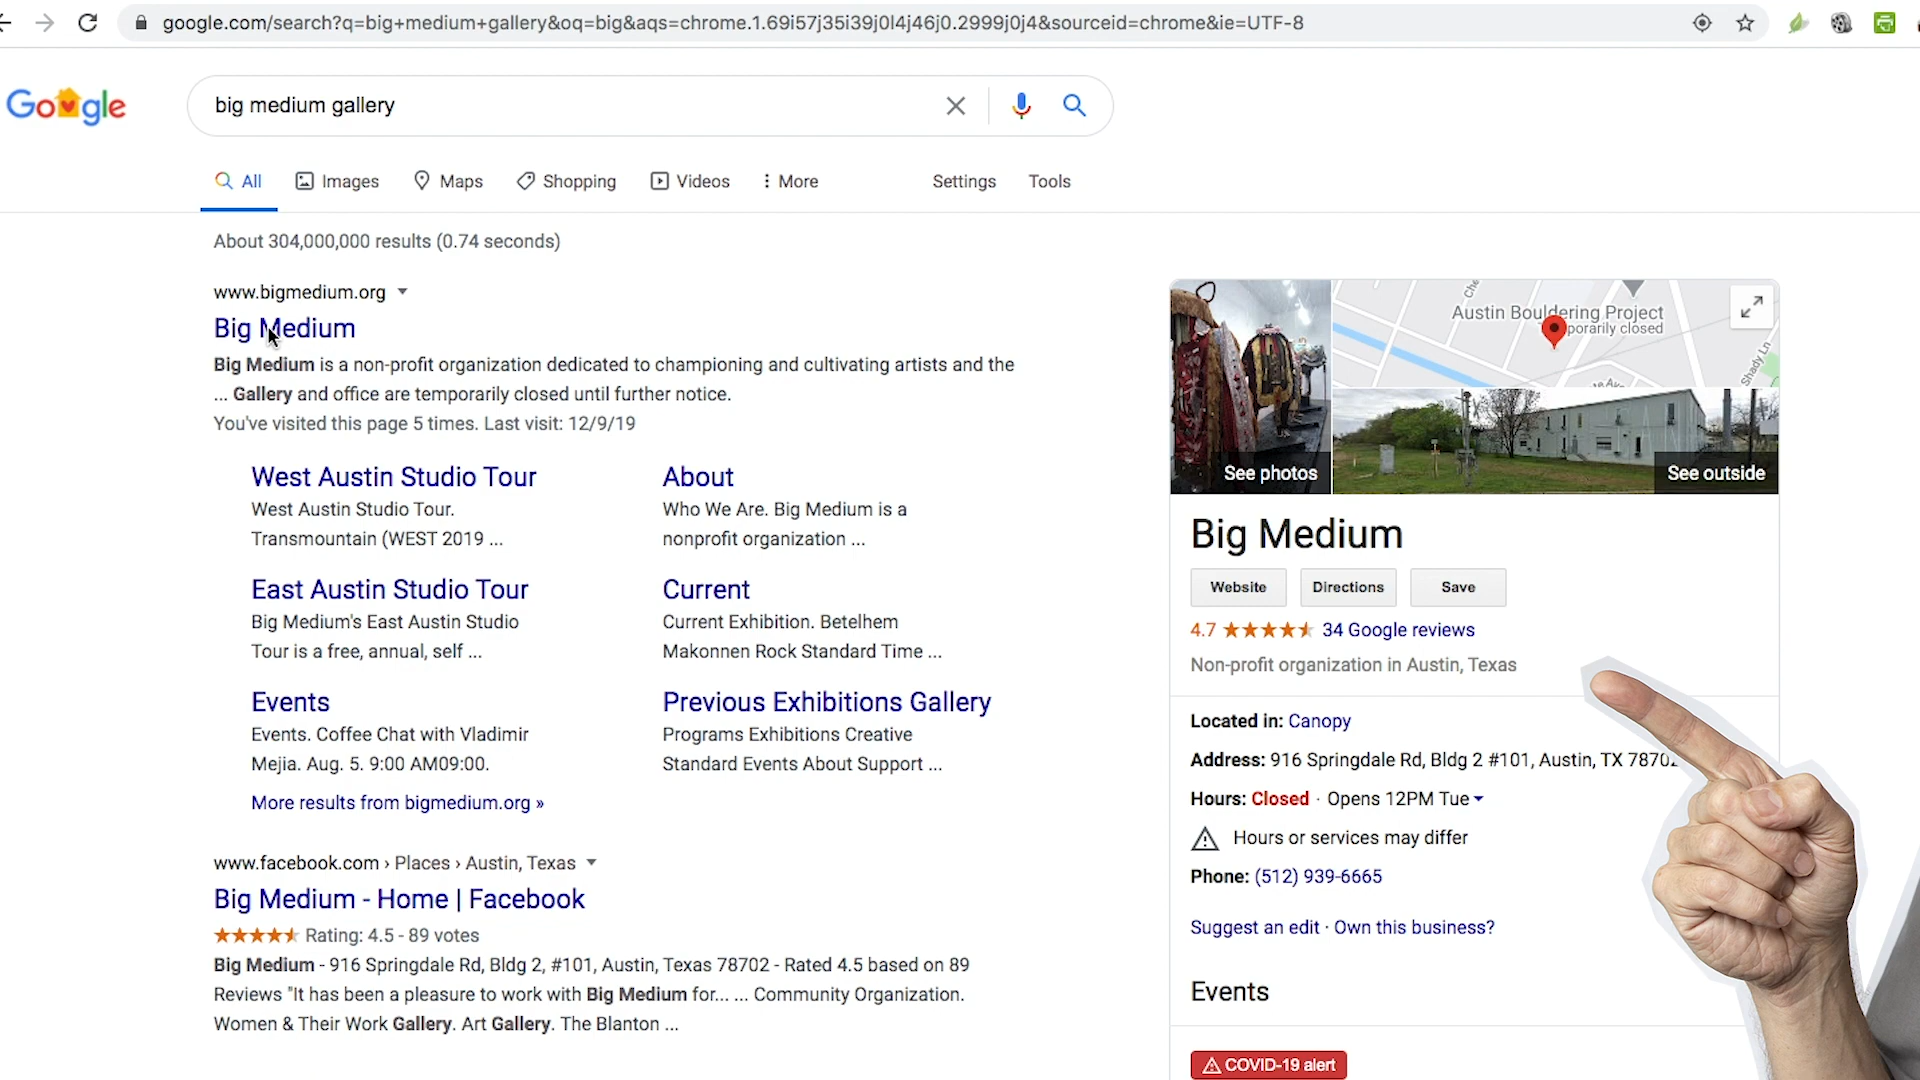 google.com/search?q=big+medium+gallery&oq=big&aqs=chrome.1.69i57j35i39j0l4j46j0.2999j0j4&sourceid=chrome&ie=UTF-8
Google
big medium gallery
All Images Maps Shopping Videos More Settings Tools
About 304,000,000 results (0.74 seconds)
www.bigmedium.org
Big Medium
Big Medium is a non-profit organization dedicated to championing and cultivating artists and the
... Gallery and office are temporarily closed until further notice.
You've visited this page 5 times. Last visit: 12/9/19
West Austin Studio Tour
West Austin Studio Tour.
Transmountain (WEST 2019 ...
About
Who We Are. Big Medium is a
nonprofit organization ...
East Austin Studio Tour
Big Medium's East Austin Studio
Tour is a free, annual, self ...
Current
Current Exhibition. Betelhem
Makonnen Rock Standard Time ...
Events
Events. Coffee Chat with Vladimir
Mejia. Aug. 5. 9:00 AM09:00.
Previous Exhibitions Gallery
Programs Exhibitions Creative
Standard Events About Support ...
More results from bigmedium.org »
www.facebook.com › Places › Austin, Texas
Big Medium - Home | Facebook
Rating: 4.5 - 89 votes
Big Medium - 916 Springdale Rd, Bldg 2, #101, Austin, Texas 78702 - Rated 4.5 based on 89
Reviews "It has been a pleasure to work with Big Medium for... ... Community Organization.
Women & Their Work Gallery. Art Gallery. The Blanton ...
Austin Bouldering Project
porarily closed
Shady Ln
See photos
See outside
Big Medium
Website Directions Save
4.7 34 Google reviews
Non-profit organization in Austin, Texas
Located in: Canopy
Address: 916 Springdale Rd, Bldg 2 #101, Austin, TX 78702
Hours: Closed · Opens 12PM Tue
Hours or services may differ
Phone: (512) 939-6665
Suggest an edit · Own this business?
Events
COVID-19 alert